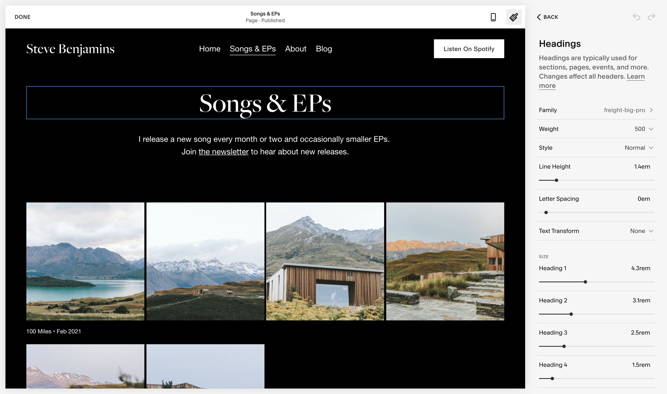 DONE
Songs & EPs
Page · Published
Steve Benjamins
Home Songs & EPs About Blog
Listen On Spotify
Songs & EPs
I release a new song every month or two and occasionally smaller EPs.
Join the newsletter to hear about new releases.
100 Miles • Feb 2021
BACK
Headings
Headings are typically used for
sections, pages, events, and more.
Changes affect all headers. Learn
more
Family freight-big-pro
Weight 500
Style Normal
Line Height 1.4em
Letter Spacing 0em
Text Transform None
SIZE
Heading 1 4.3rem
Heading 2 3.1rem
Heading 3 2.5rem
Heading 4 1.5rem